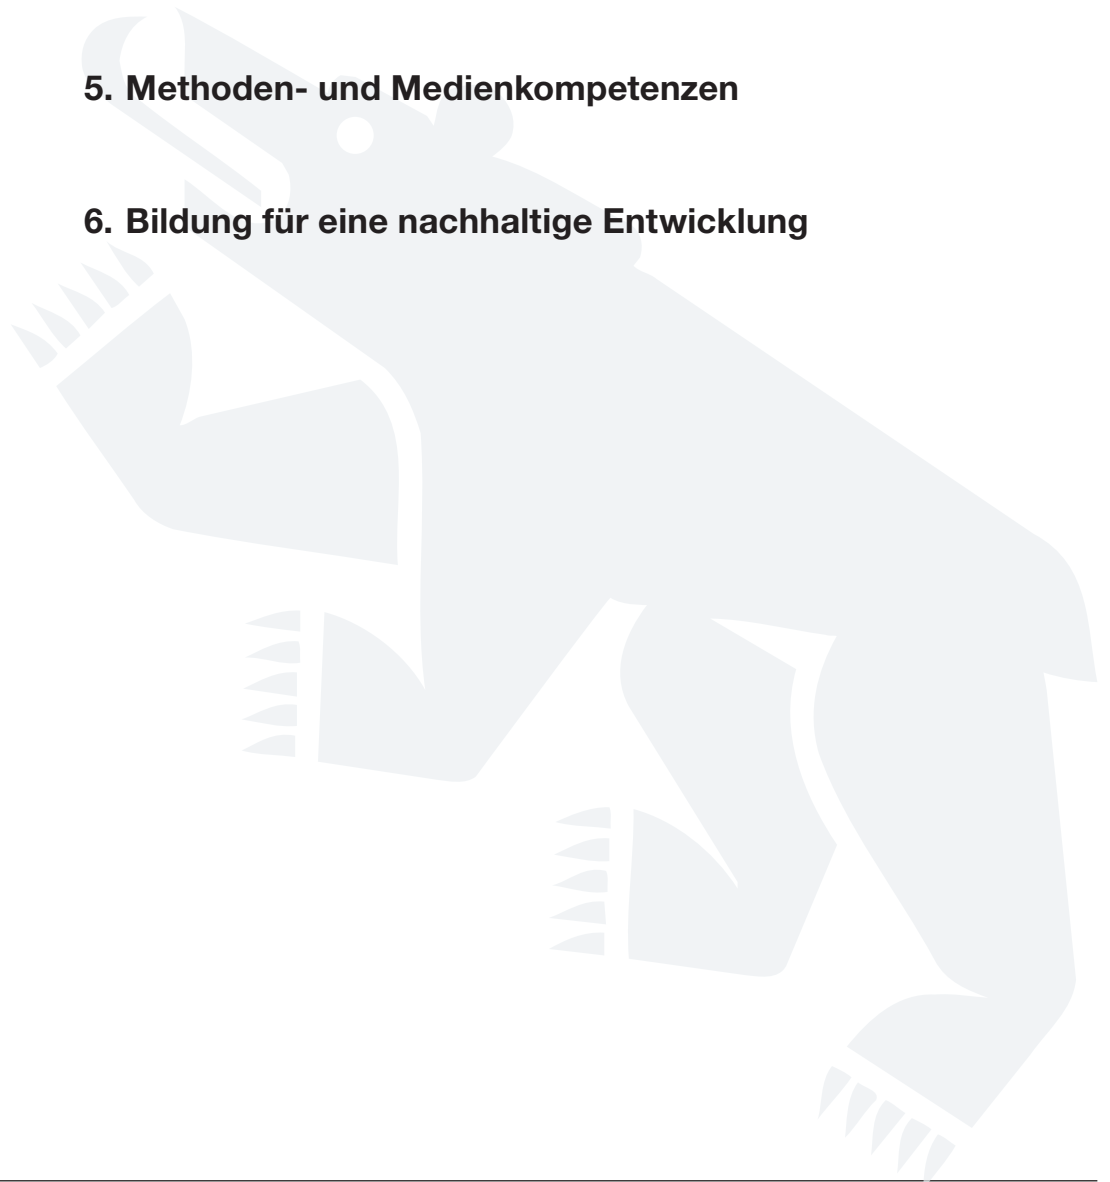 5. Methoden- und Medienkompetenzen
6. Bildung für eine nachhaltige Entwicklung